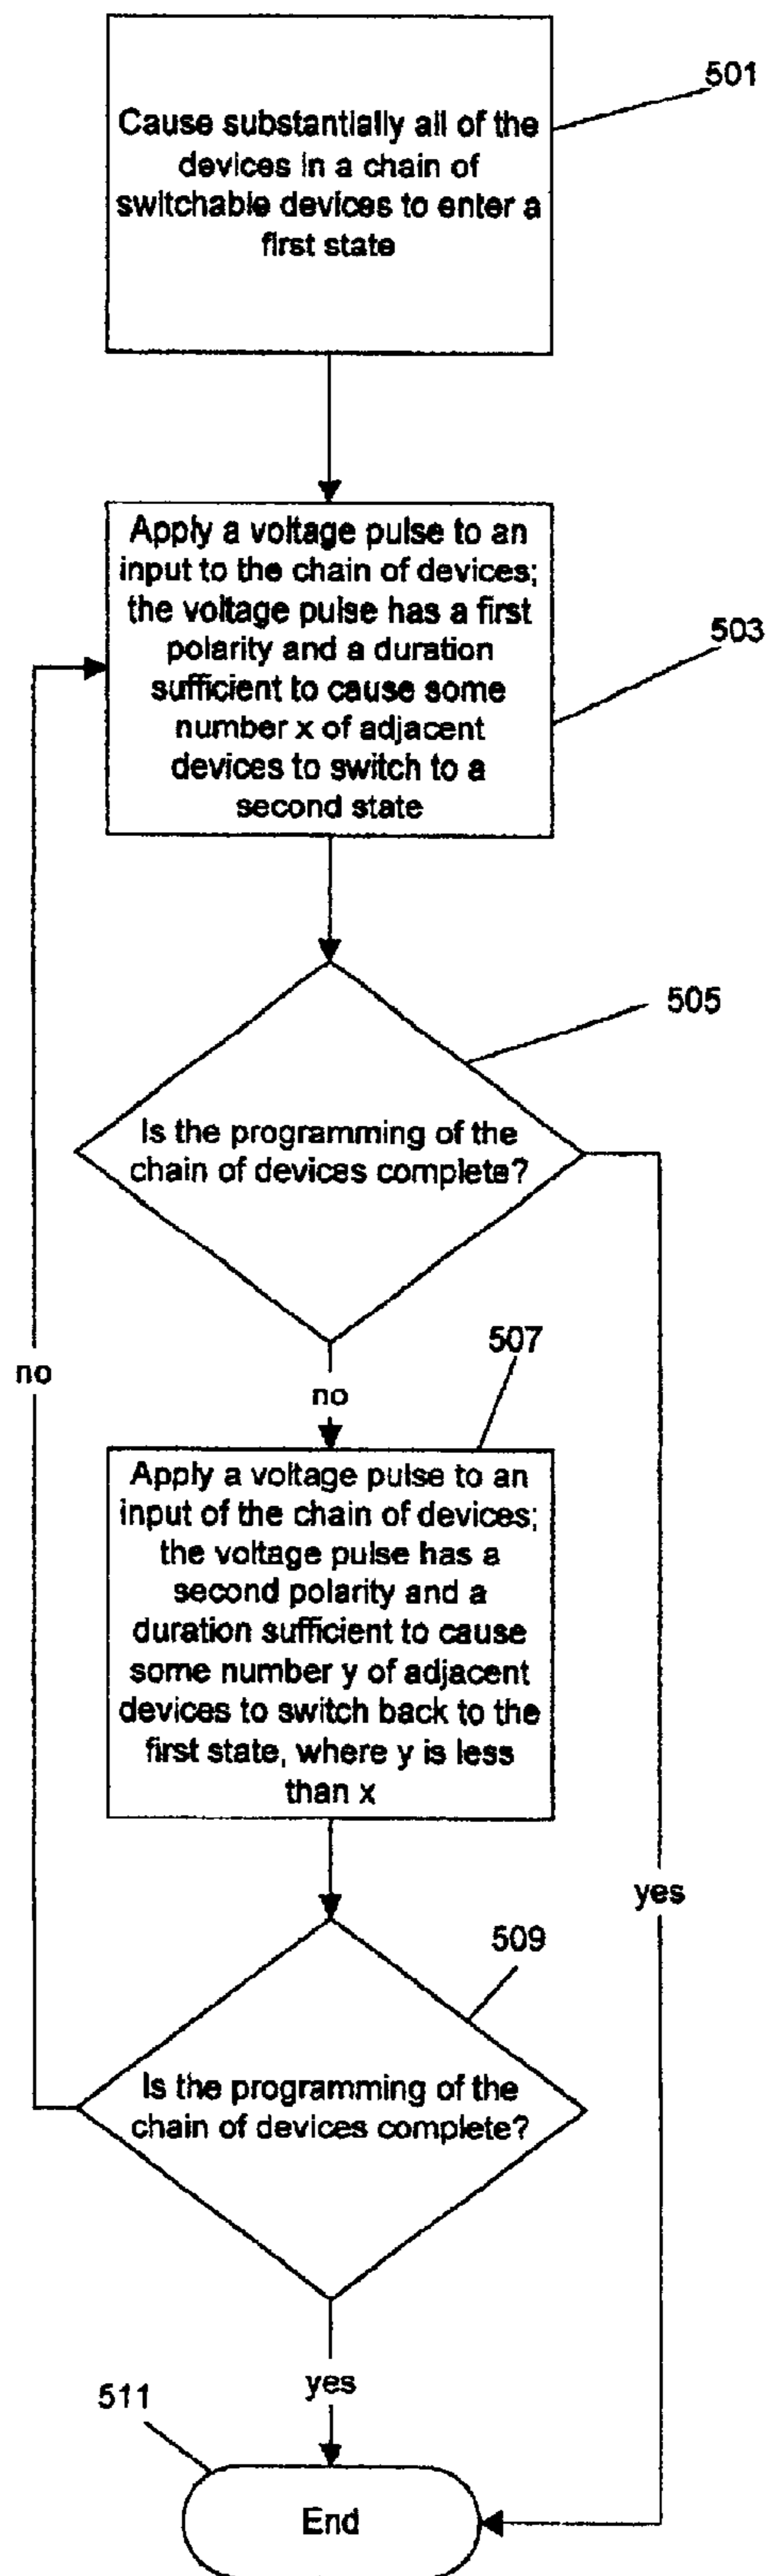 501
Cause substantially all of the
devices in a chain of
switchable devices to enter a
first state
Apply a voltage pulse to an
input to the chain of devices;
the voltage pulse has a first
polarity and a duration
sufficient to cause some
number x of adjacent
devices to switch to a
second state
503
505
Is the programming of the
chain of devices complete?
507
no
no
Apply a voltage pulse to an
input of the chain of devices;
the voltage pulse has a
second polarity and a
duration sufficient to cause
some number y of adjacent
devices to switch back to the
first state, where y is less
than x
yes
509
Is the programming of the
chain of devices complete?
yes
511
End